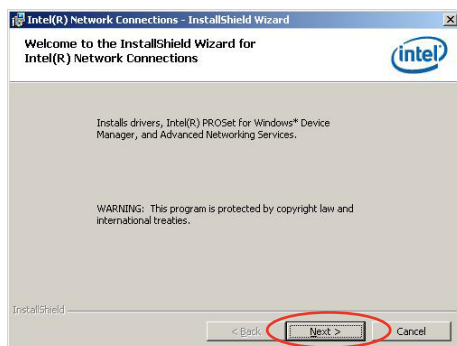 Intel(R) Network Connections - InstallShield Wizard
Welcome to the InstallShield Wizard for
Intel(R) Network Connections
intel
Installs drivers, Intel(R) PROSet for Windows* Device
Manager, and Advanced Networking Services.
WARNING: This program is protected by copyright law and
international treaties.
InstallShield
< Back
Next >
Cancel